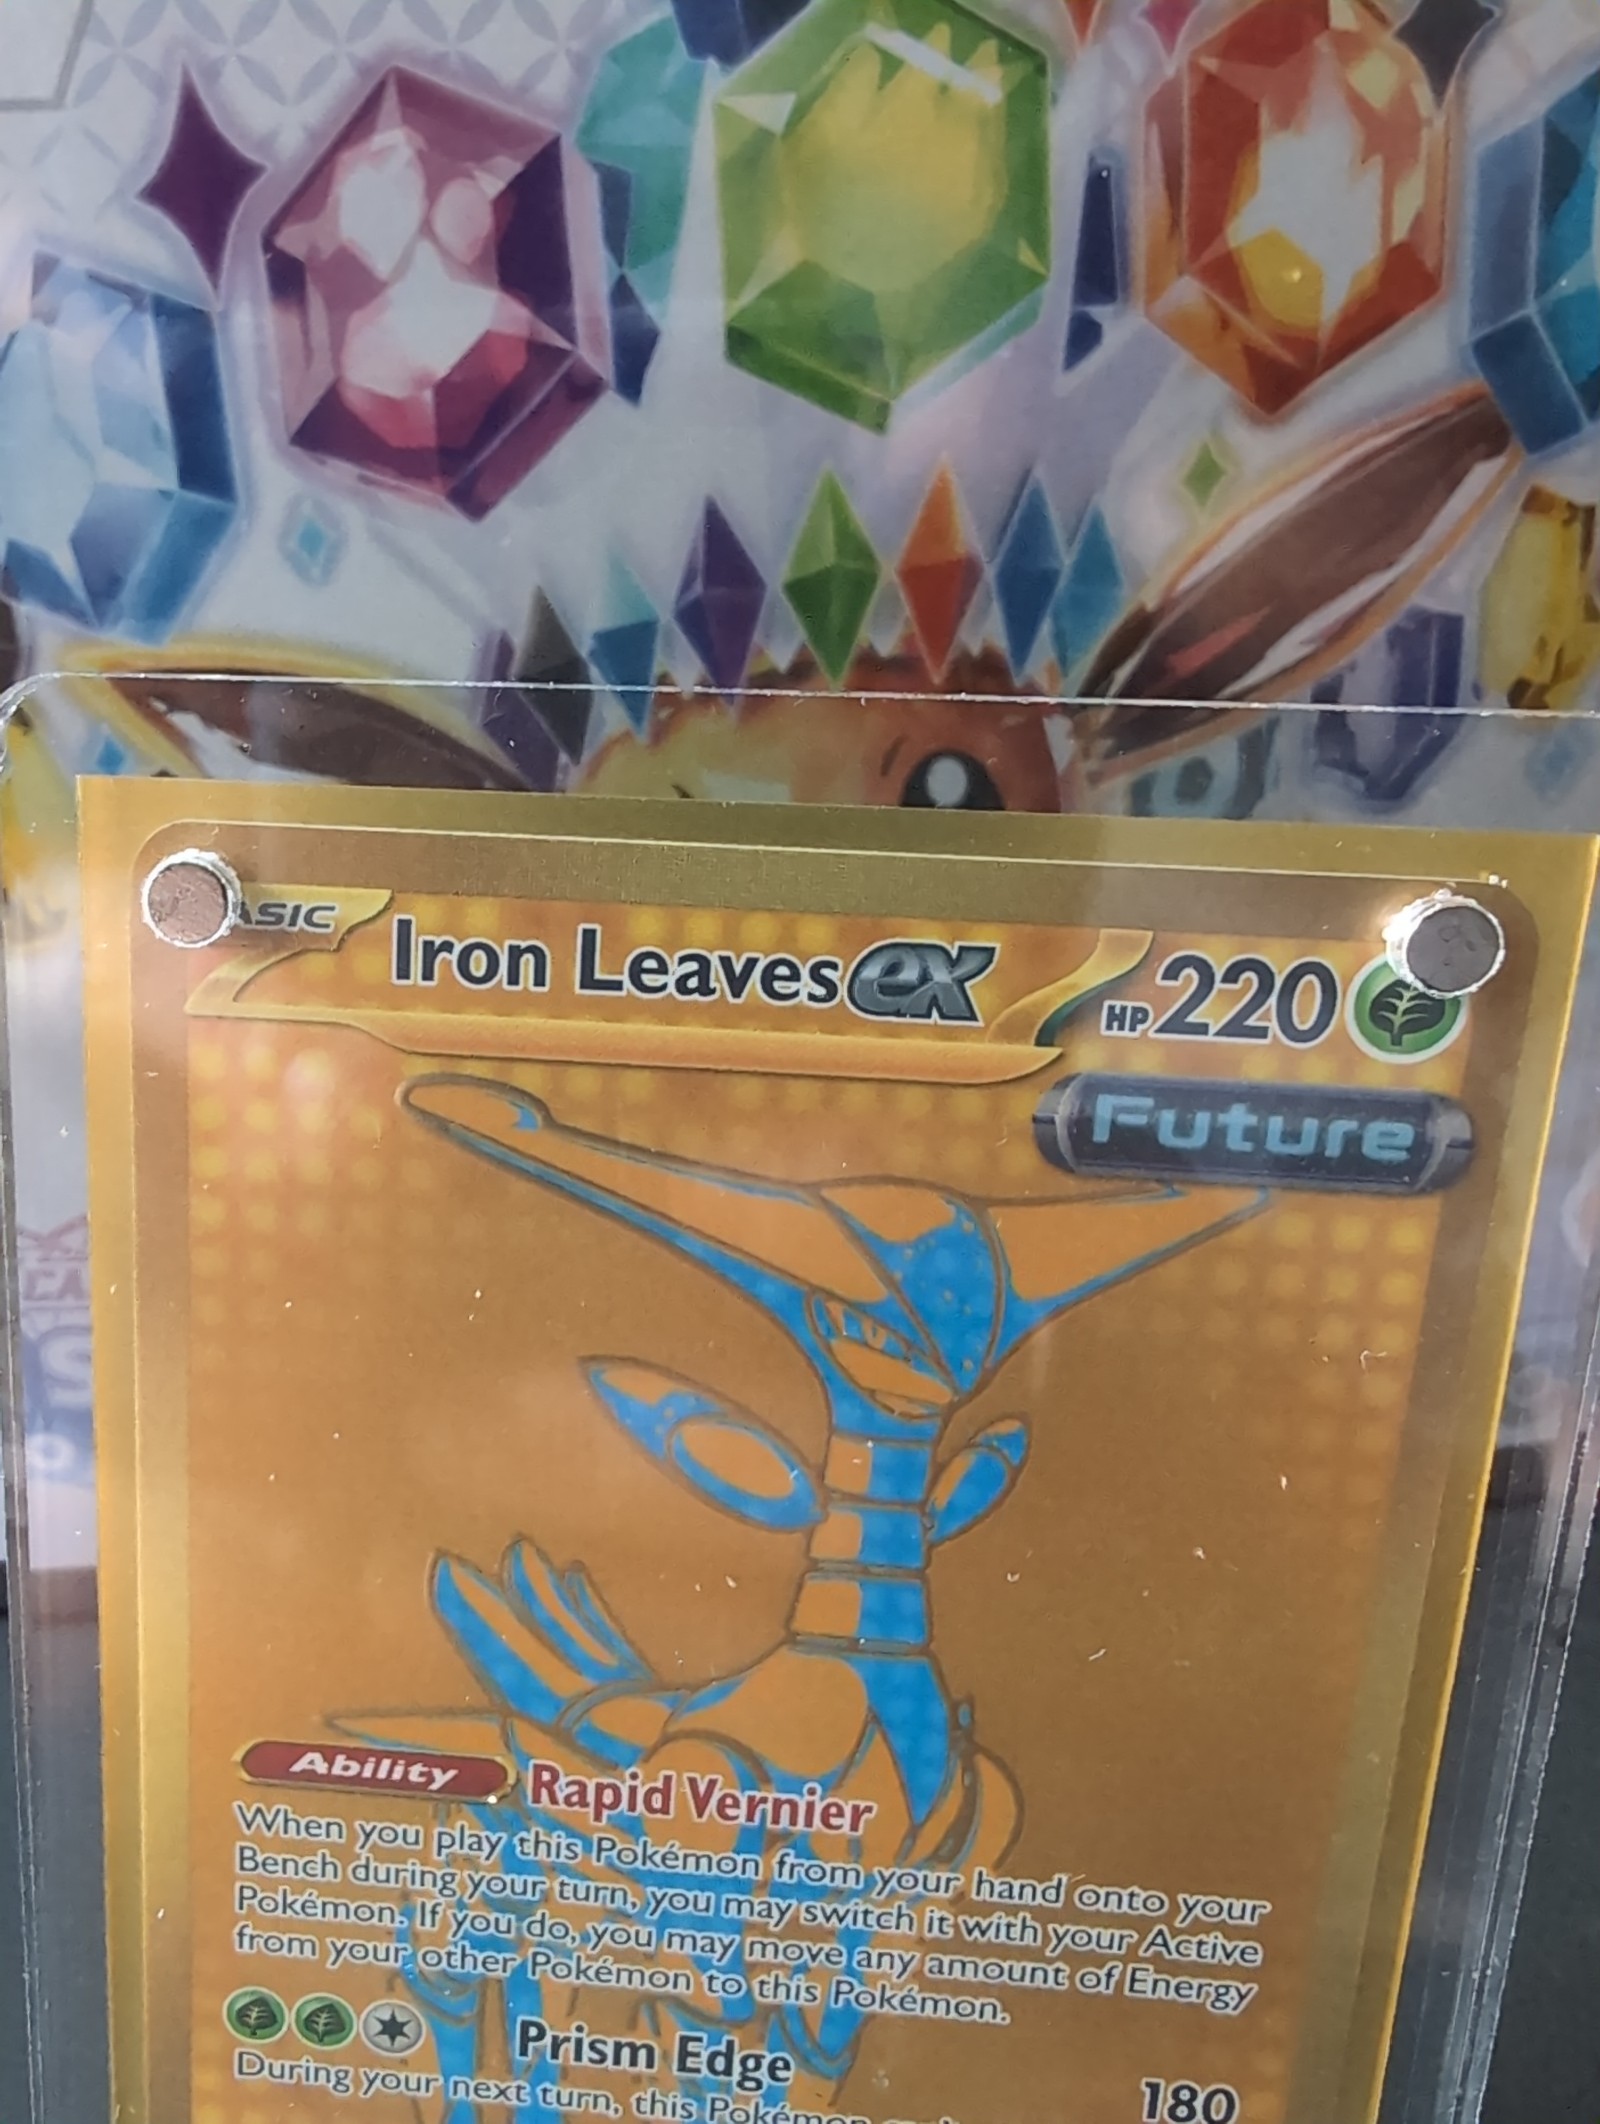 Iron Leaves ex HP 220
Future
Ability Rapid Vernier
When you play this Pokémon from your hand onto your
Bench during your turn, you may switch it with your Active
Pokémon. If you do, you may move any amount of Energy
from your other Pokémon to this Pokémon.
Prism Edge 180
During your next turn, this Pokémon